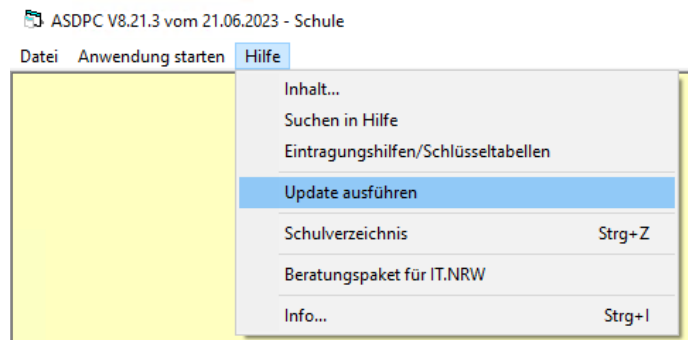 ASDPC V8.21.3 vom 21.06.2023 - Schule
Datei Anwendung starten Hilfe
Inhalt...
Suchen in Hilfe
Eintragungshilfen/Schlüsseltabellen
Update ausführen
Schulverzeichnis Strg+Z
Beratungspaket für IT.NRW
Info... Strg+I